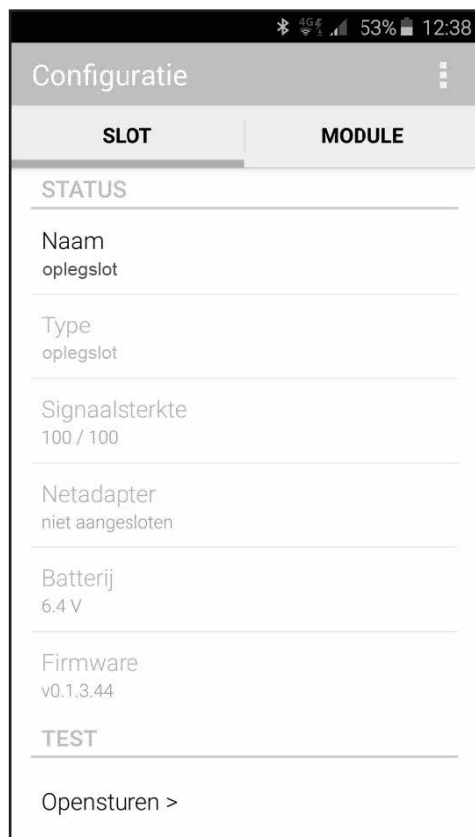 4G 53% 12:38
Configuratie
SLOT MODULE
STATUS
Naam
oplegslot
Type
oplegslot
Signaalsterkte
100 / 100
Netadapter
niet aangesloten
Batterij
6.4 V
Firmware
v0.1.3.44
TEST
Opensturen >